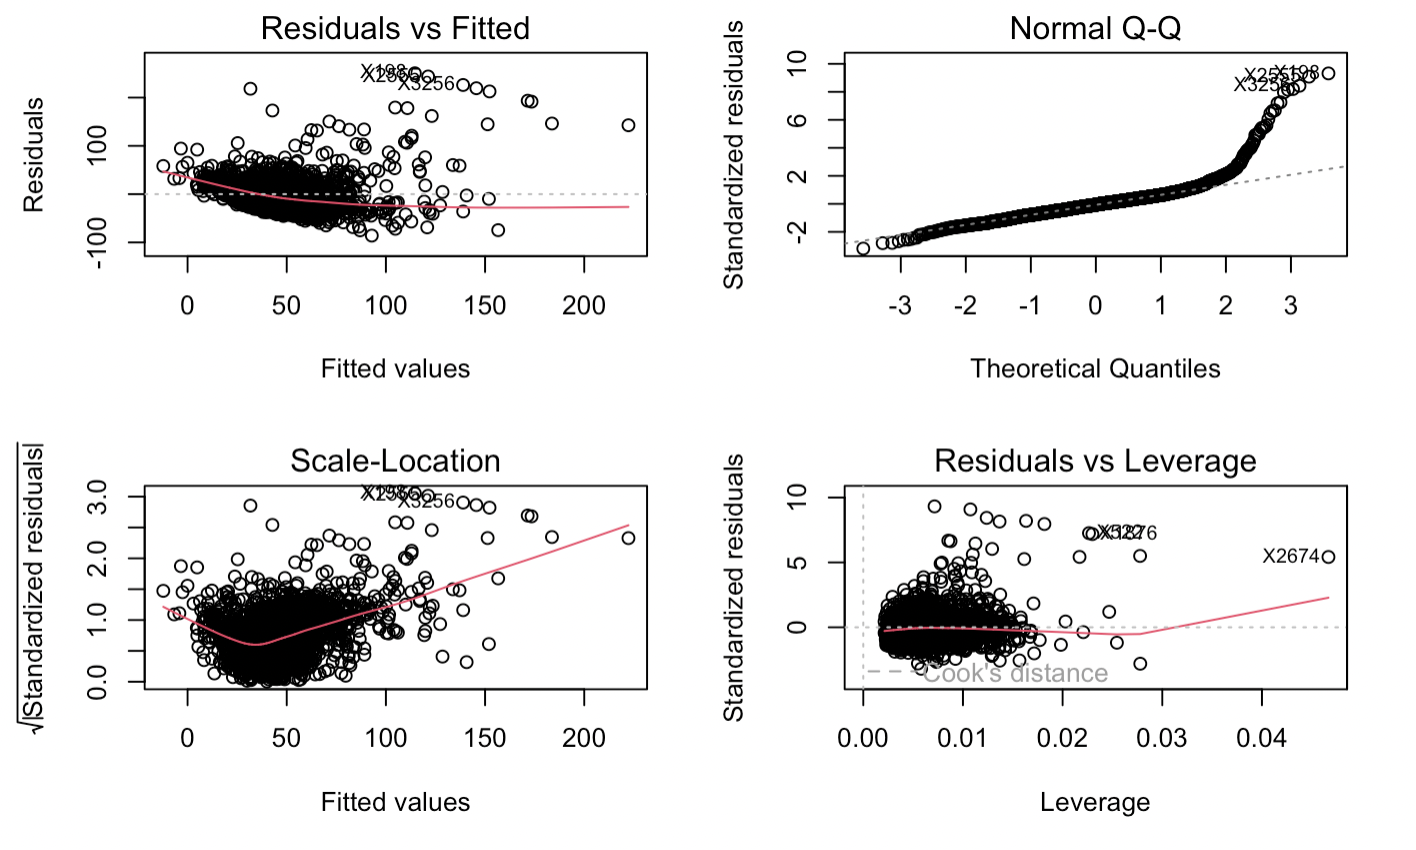 Residuals vs Fitted
Residuals
-100
100
X3256
0
50
100
150
200
Fitted values
Normal Q-Q
Standardized residuals
-2
2
6
10
X3256
-3
-2
-1
0
1
2
3
Theoretical Quantiles
Scale-Location
√|Standardized residuals|
0.0
1.0
2.0
3.0
X3256
0
50
100
150
200
Fitted values
Residuals vs Leverage
Standardized residuals
0
5
10
X2674
Cook's distance
0.00
0.01
0.02
0.03
0.04
Leverage